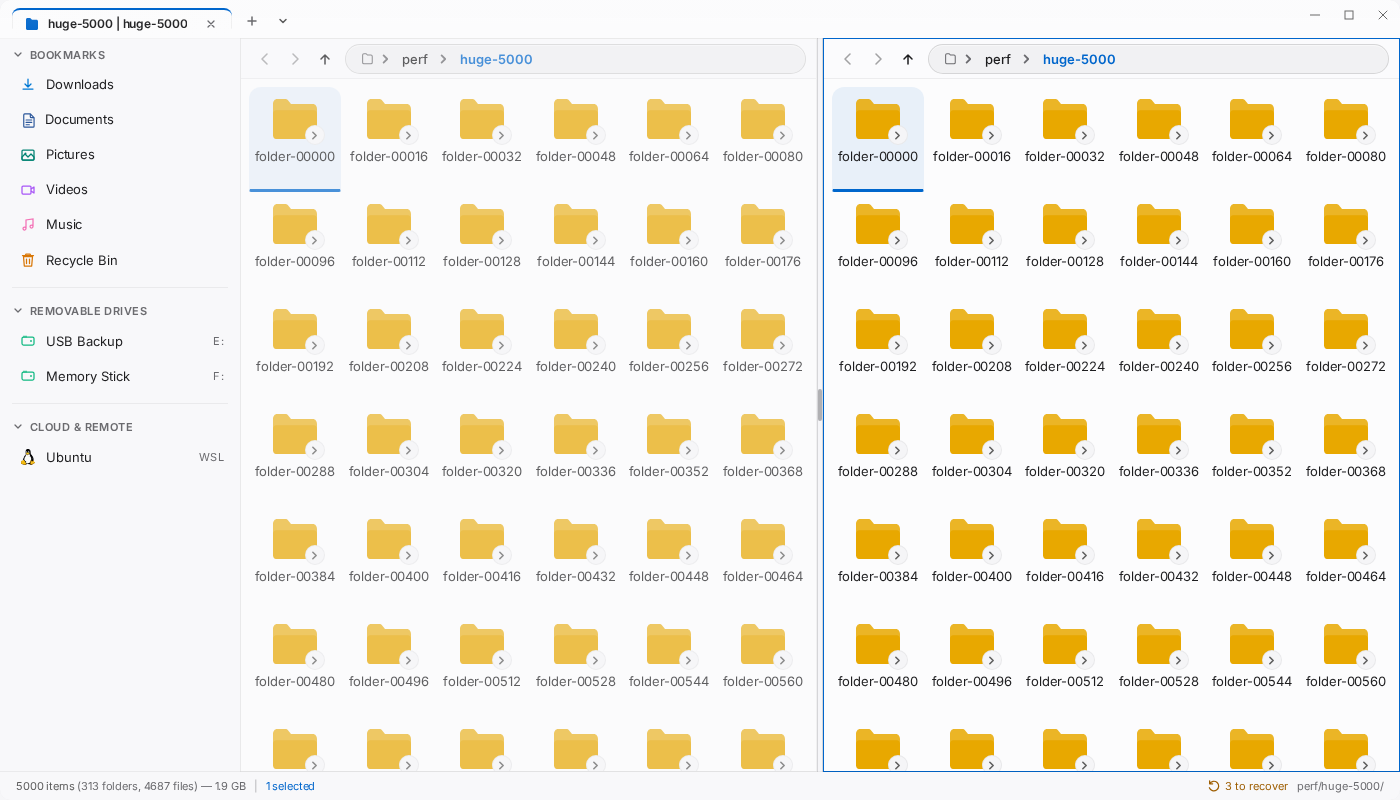 huge-5000 | huge-5000
BOOKMARKS
Downloads
Documents
Pictures
Videos
Music
Recycle Bin
REMOVABLE DRIVES
USB Backup E:
Memory Stick F:
CLOUD & REMOTE
Ubuntu WSL
perf huge-5000
folder-00000 folder-00016 folder-00032 folder-00048 folder-00064 folder-00080
folder-00096 folder-00112 folder-00128 folder-00144 folder-00160 folder-00176
folder-00192 folder-00208 folder-00224 folder-00240 folder-00256 folder-00272
folder-00288 folder-00304 folder-00320 folder-00336 folder-00352 folder-00368
folder-00384 folder-00400 folder-00416 folder-00432 folder-00448 folder-00464
folder-00480 folder-00496 folder-00512 folder-00528 folder-00544 folder-00560
perf huge-5000
folder-00000 folder-00016 folder-00032 folder-00048 folder-00064 folder-00080
folder-00096 folder-00112 folder-00128 folder-00144 folder-00160 folder-00176
folder-00192 folder-00208 folder-00224 folder-00240 folder-00256 folder-00272
folder-00288 folder-00304 folder-00320 folder-00336 folder-00352 folder-00368
folder-00384 folder-00400 folder-00416 folder-00432 folder-00448 folder-00464
folder-00480 folder-00496 folder-00512 folder-00528 folder-00544 folder-00560
5000 items (313 folders, 4687 files) — 1.9 GB | 1 selected
3 to recover perf/huge-5000/